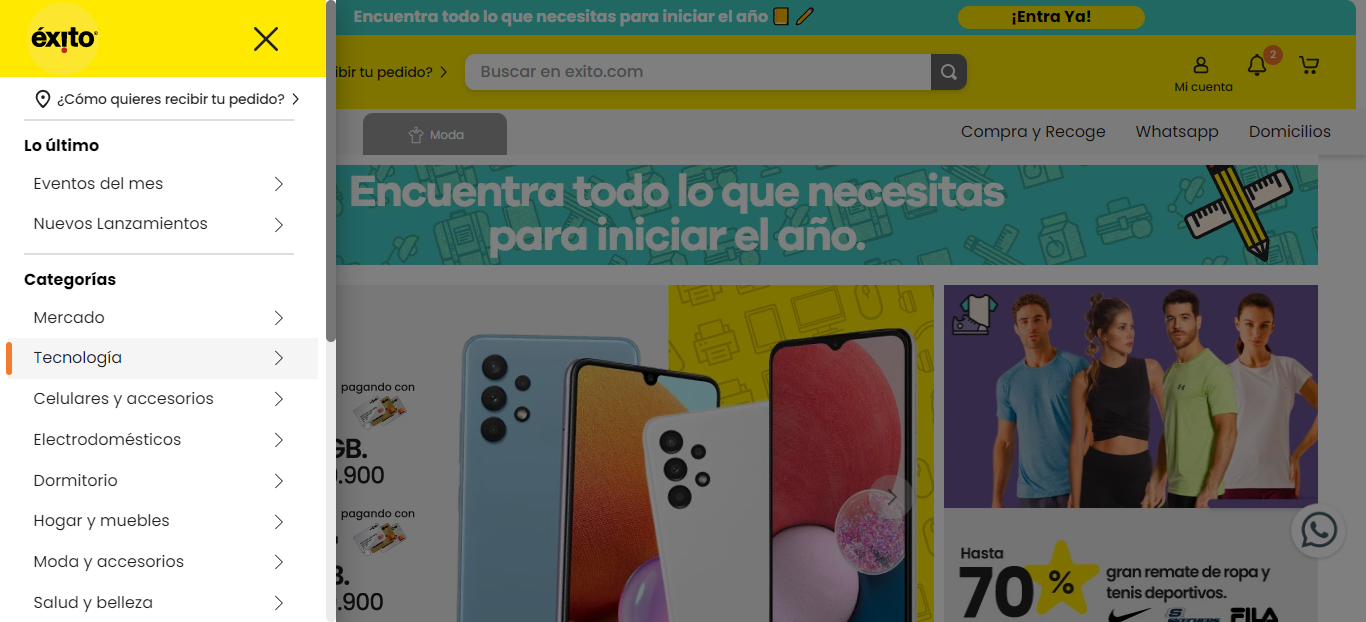 éxito
¿Cómo quieres recibir tu pedido?
Lo último
Eventos del mes
Nuevos Lanzamientos
Categorías
Mercado
Tecnología
Celulares y accesorios
Electrodomésticos
Dormitorio
Hogar y muebles
Moda y accesorios
Salud y belleza
Encuentra todo lo que necesitas para iniciar el año
¡Entra Ya!
ibir tu pedido?
Buscar en exito.com
Mi cuenta
2
Moda
Compra y Recoge
Whatsapp
Domicilios
Encuentra todo lo que necesitas
para iniciar el año.
pagando con
GB.
.900
pagando con
B.
.900
Hasta
70 %
gran remate de ropa y
tenis deportivos.
SKECHERS
FILA